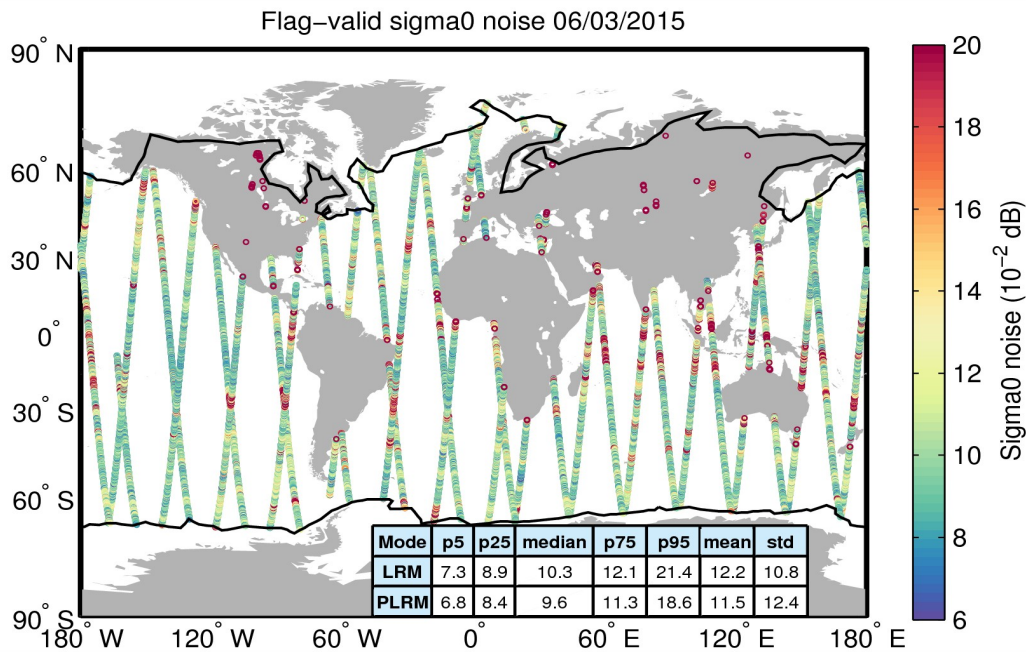 Flag−valid sigma0 noise 06/03/2015
90° N
60° N
30° N
0°
30° S
60° S
90° S
180° W
120° W
60° W
0°
60° E
120° E
180° E
Mode p5 p25 median p75 p95 mean std
LRM 7.3 8.9 10.3 12.1 21.4 12.2 10.8
PLRM 6.8 8.4 9.6 11.3 18.6 11.5 12.4
20
18
16
14
12
10
8
6
Sigma0 noise (10⁻² dB)